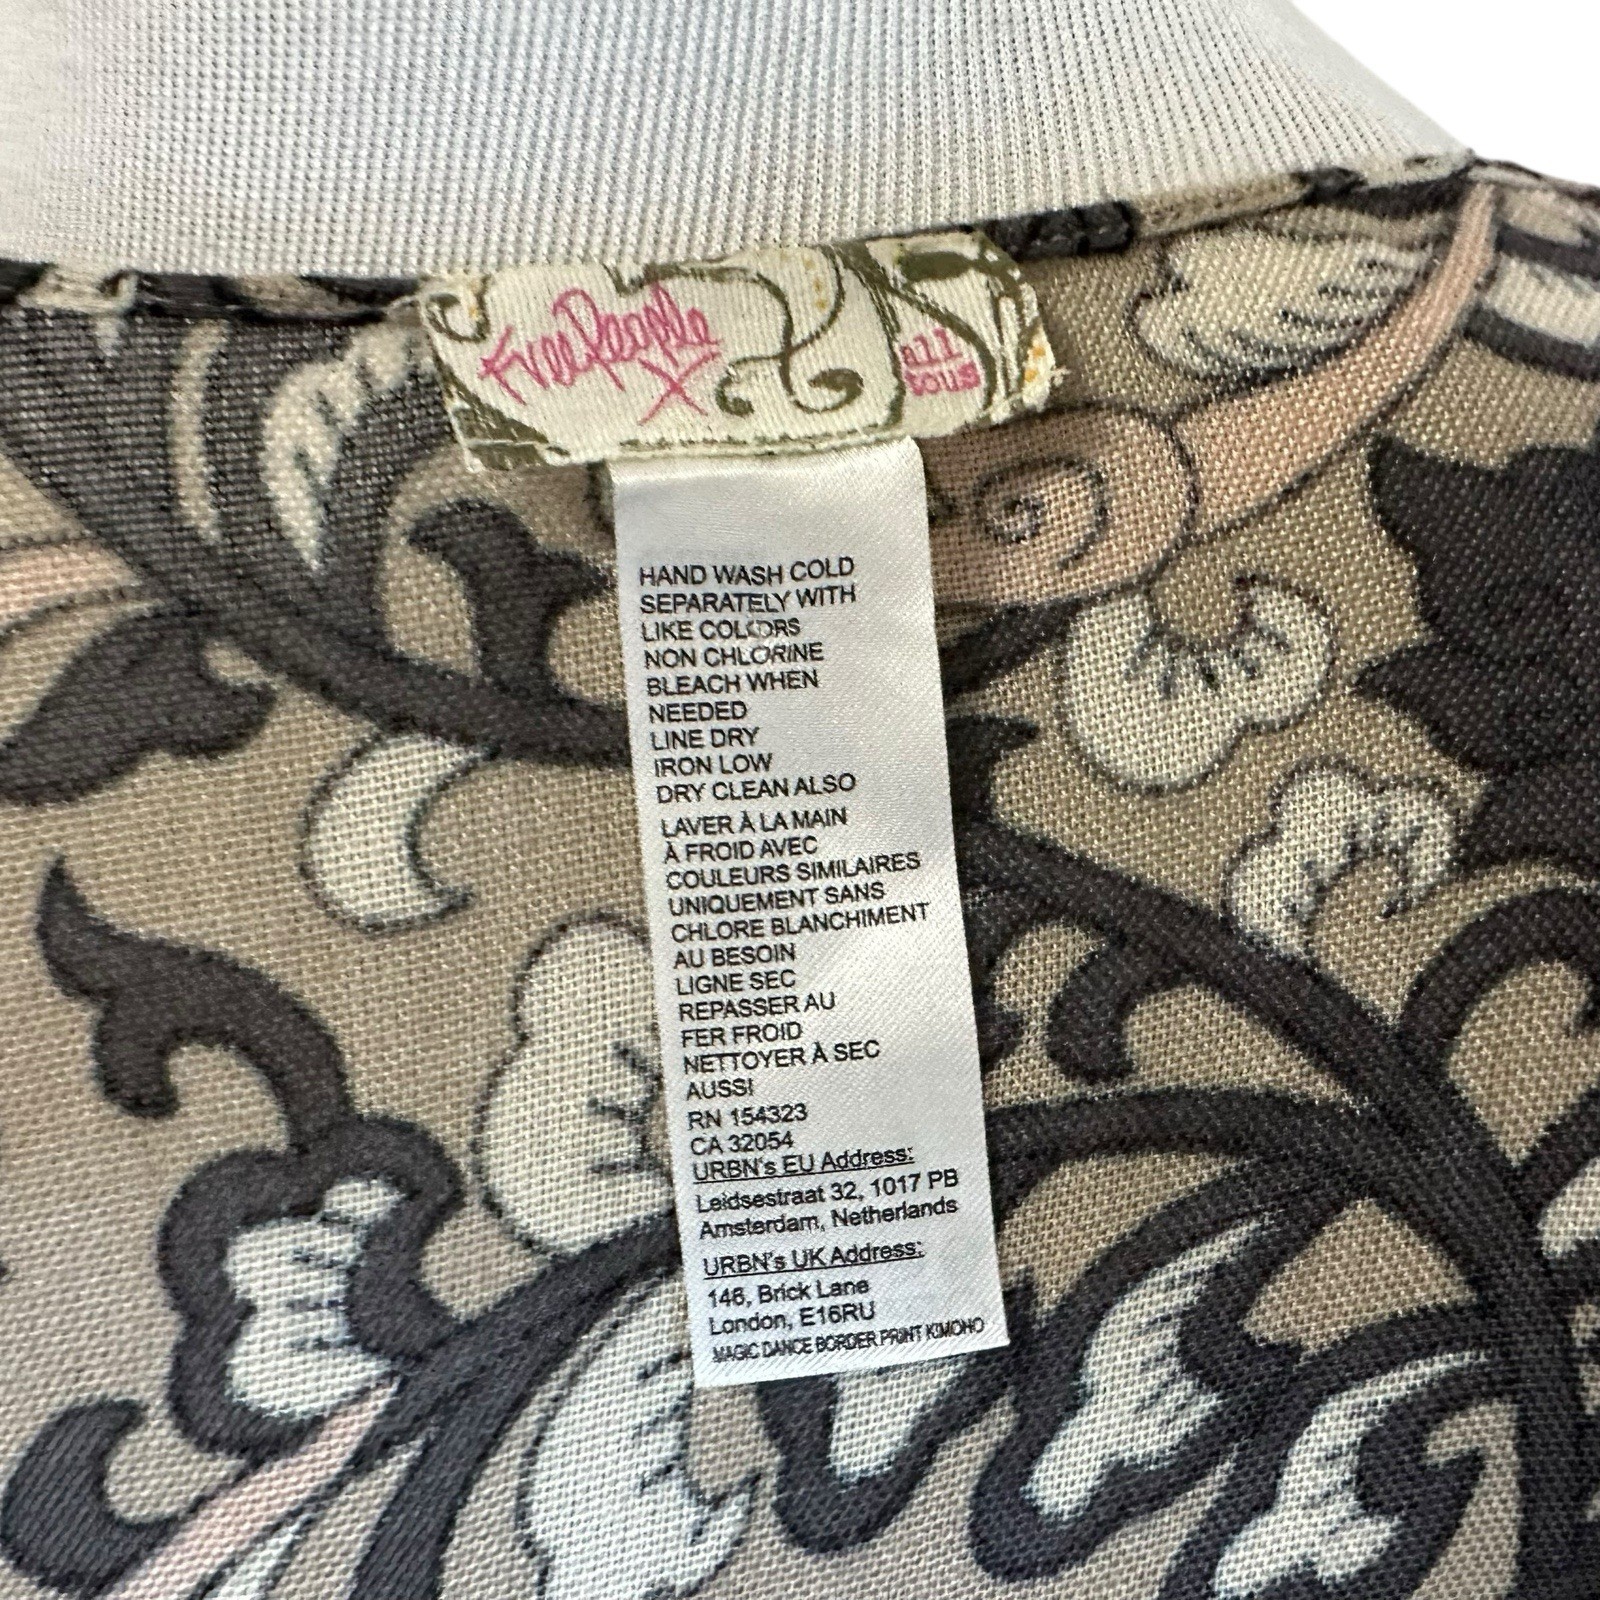 Free People X
all
tous
HAND WASH COLD
SEPARATELY WITH
LIKE COLORS
NON CHLORINE
BLEACH WHEN
NEEDED
LINE DRY
IRON LOW
DRY CLEAN ALSO
LAVER À LA MAIN
À FROID AVEC
COULEURS SIMILAIRES
UNIQUEMENT SANS
CHLORE BLANCHIMENT
AU BESOIN
LIGNE SEC
REPASSER AU
FER FROID
NETTOYER À SEC
AUSSI
RN 154323
CA 32054
URBN's EU Address:
Leidsestraat 32, 1017 PB
Amsterdam, Netherlands
URBN's UK Address:
146, Brick Lane
London, E16RU
MAGIC DANCE BORDER PRINT KIMOHO